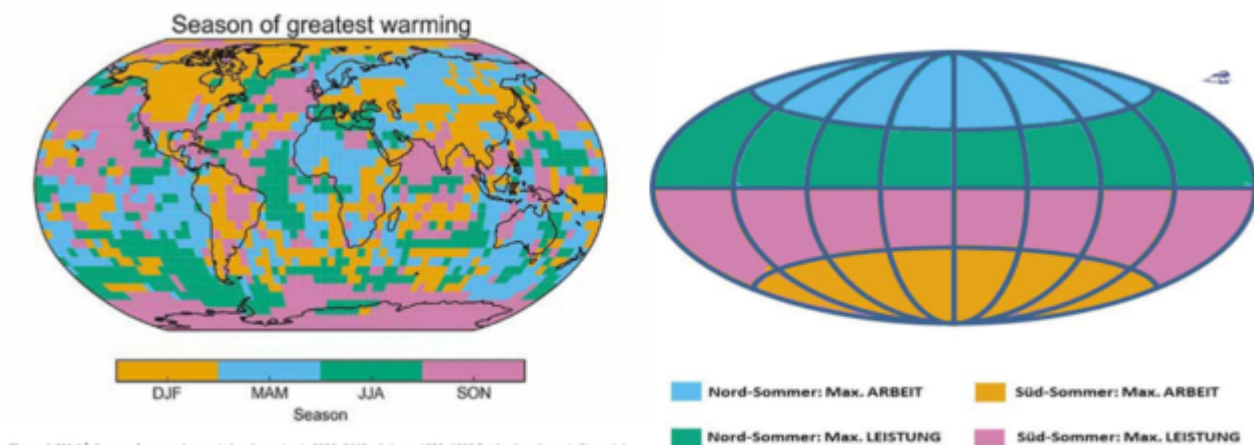 Season of greatest warming
DJF
MAM
JJA
SON
Season
Nord-Sommer: Max. ARBEIT
Süd-Sommer: Max. ARBEIT
Nord-Sommer: Max. LEISTUNG
Süd-Sommer: Max. LEISTUNG